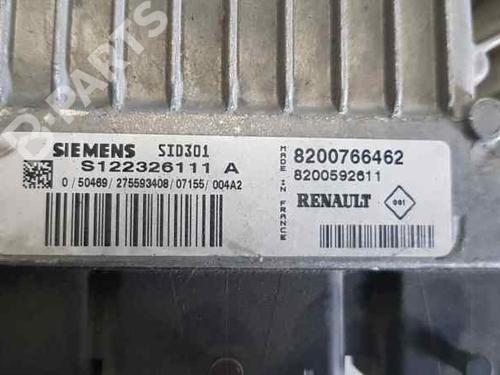 B-PARTS
SIEMENS SID301
S122326111 A
0 / 50469 / 275593408 / 07155 / 004A2
MADE IN FRANCE
8200766462
8200592611
RENAULT
001